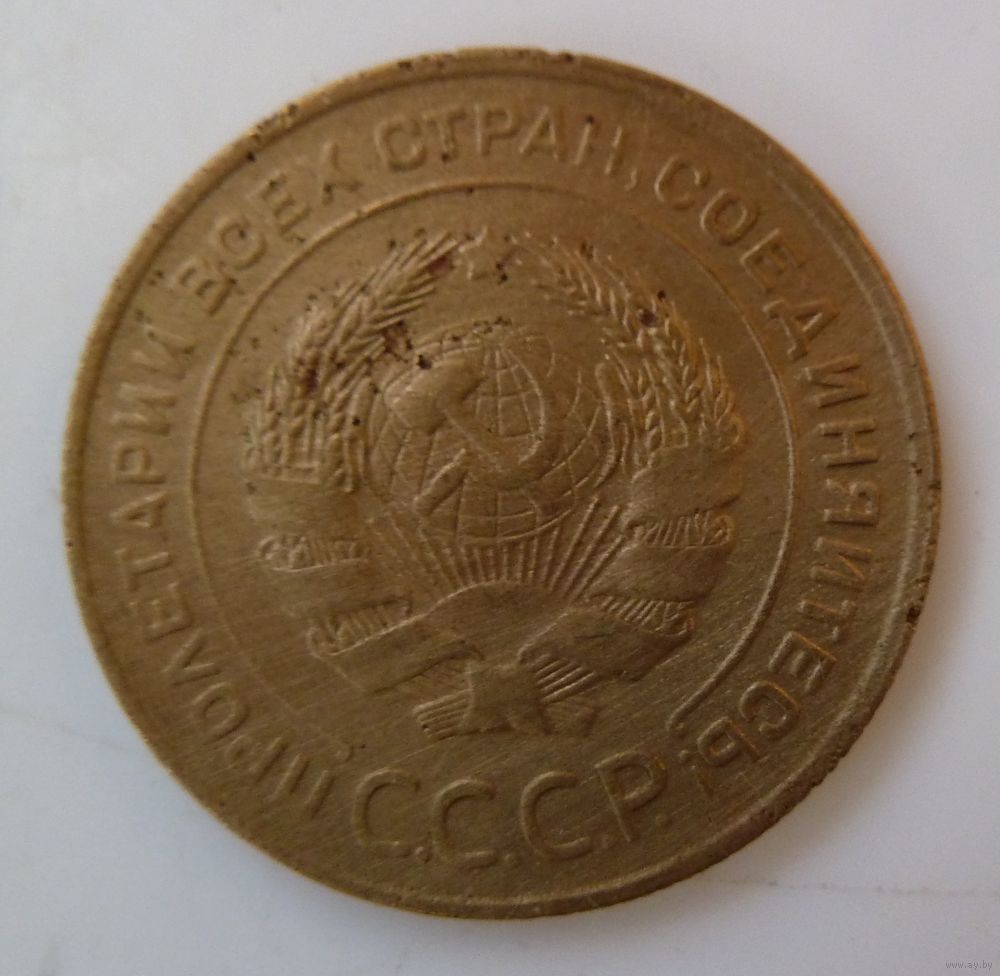 "ПРОЛЕТАРИИ ВСЕХ СТРАН, СОЕДИНЯЙТЕСЬ!"
С.С.С.Р.
www.ay.by